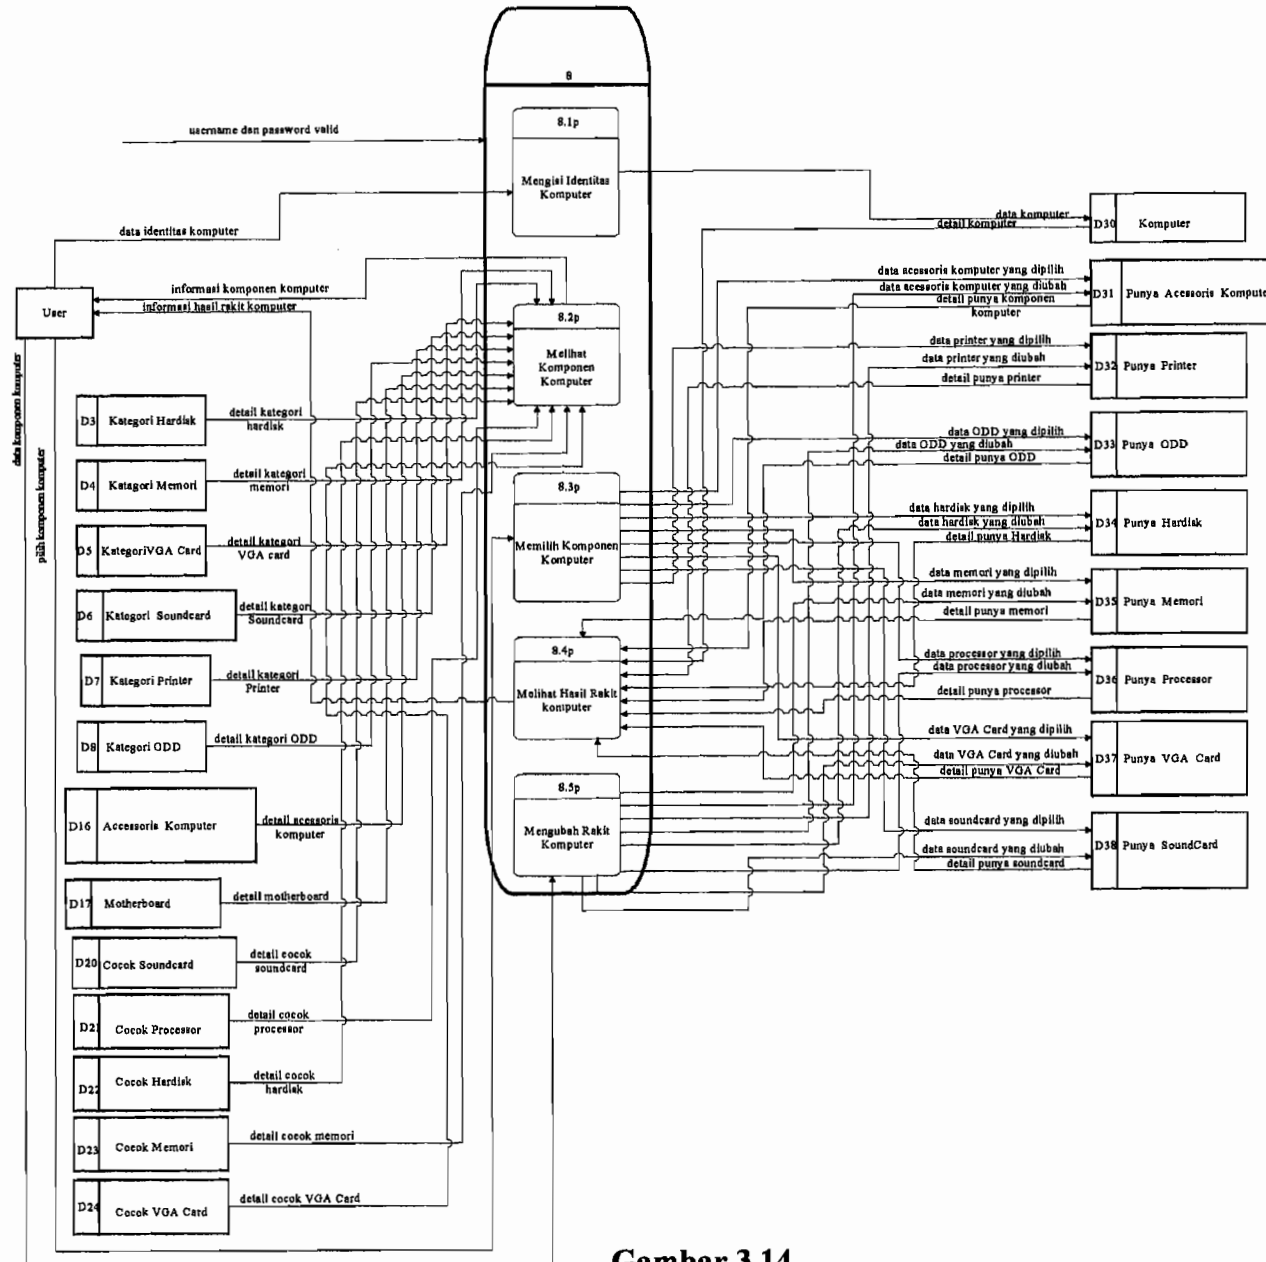 8
8.1p
Mengisi Identitas
Komputer
username dan password valid
data identitas komputer
User
informasi komponen komputer
informasi hasil rakit komputer
data komponen komputer
pilih komponen komputer
8.2p
Melihat
Komponen
Komputer
8.3p
Memilih Komponen
Komputer
8.4p
Melihat Hasil Rakit
komputer
8.5p
Mengubah Rakit
Komputer
D3 Kategori Hardisk
detail kategori
hardisk
D4 Katagori Memori
detail kategori
memori
D5 KategoriVGA Card
detail kategori
VGA card
D6 Kategori Soundcard
detail kategori
Soundcard
D7 Kategori Printer
detail kategori
Printer
D8 Kategori ODD
detail kategori ODD
D16 Accessoris Komputer
detail acessoris
komputer
D17 Motherboard
detail motherboard
D20 Cocok Soundcard
detail cocok
soundcard
D21 Cocok Processor
detail cocok
processor
D22 Cocok Hardisk
detail cocok
hardisk
D23 Cocok Memori
detail cocok memori
D24 Cocok VGA Card
detail cocok VGA Card
data komputer
detail komputer
D30 Komputer
data acessoris komputer yang dipilih
data acessoris komputer yang diubah
detail punya komponen
komputer
D31 Punya Acessoris Kompute
data printer yang dipilih
data printer yang diubah
detail punya printer
D32 Punya Printer
data ODD yang dipilih
data ODD yang diubah
detail punya ODD
D33 Punya ODD
data hardisk yang dipilih
data hardisk yang diubah
detail punya Hardisk
D34 Punya Hardisk
data memori yang dipilih
data memori yang diubah
detail punya memori
D35 Punya Memori
data processor yang dipilih
data processor yang diubah
detail punya processor
D36 Punya Processor
data VGA Card yang dipilih
data VGA Card yang diubah
detail punya VGA Card
D37 Punya VGA Card
data soundcard yang dipilih
data soundcard yang diubah
detail punya soundcard
D38 Punya SoundCard
Gambar 3.14